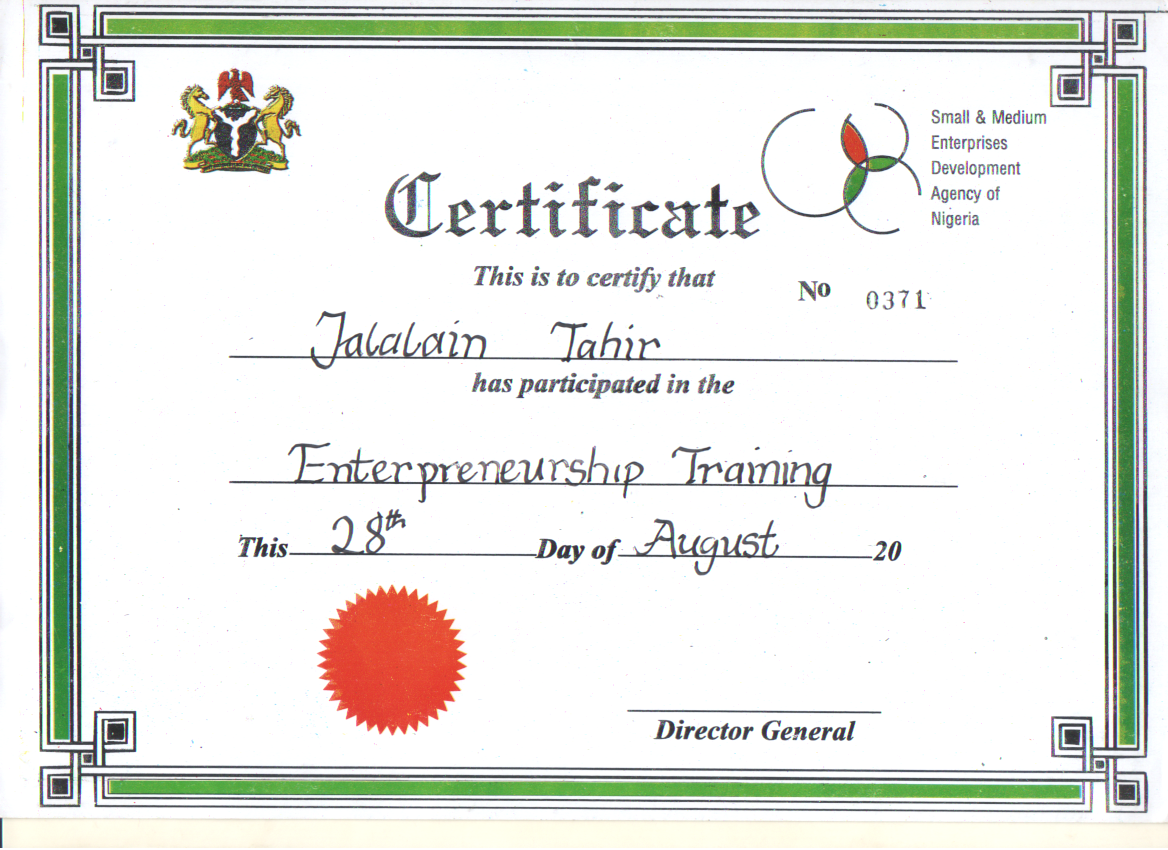 Small & Medium
Enterprises
Development
Agency of
Nigeria
Certificate
This is to certify that
No 0371
Jalalain Tahir
has participated in the
Enterpreneurship Training
This 28th Day of August 20
Director General